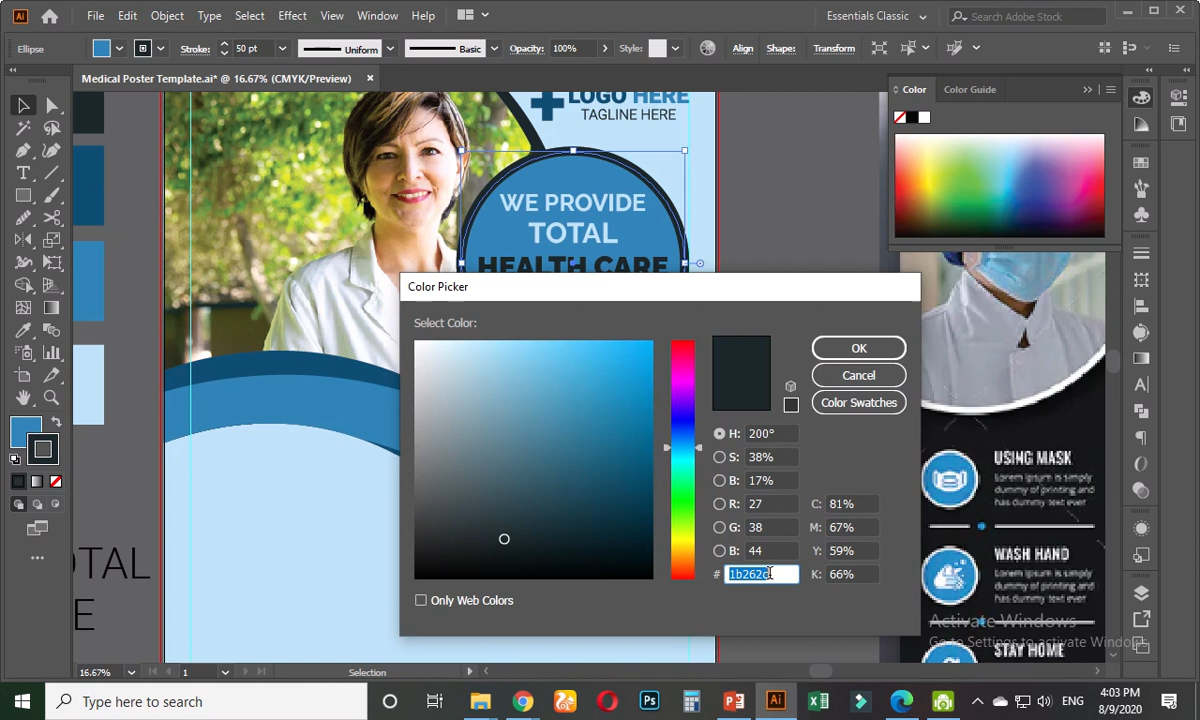 Ai
File Edit Object Type Select Effect View Window Help
Essentials Classic
Search Adobe Stock
Ellipse
Stroke: 50 pt Uniform Basic Opacity: 100% Style: Align Shape: Transform
Medical Poster Template.ai* @ 16.67% (CMYK/Preview)
Color Color Guide
LOGO HERE
TAGLINE HERE
WE PROVIDE
TOTAL
HEALTH CARE
Color Picker
Select Color:
OK
Cancel
Color Swatches
H: 200°
S: 38%
B: 17%
R: 27 C: 81%
G: 38 M: 67%
B: 44 Y: 59%
# 1b262c K: 66%
Only Web Colors
OTAL
E
USING MASK
Lorem Ipsum is simply
dummy of printing and
has text ever
WASH HAND
Lorem Ipsum is simply
dummy of printing and
has text ever
STAY HOME
Activate Windows
Go to Settings to activate Windows.
16.67% 1 Selection
Type here to search
Ps
Ai
ENG
4:03 PM
8/9/2020